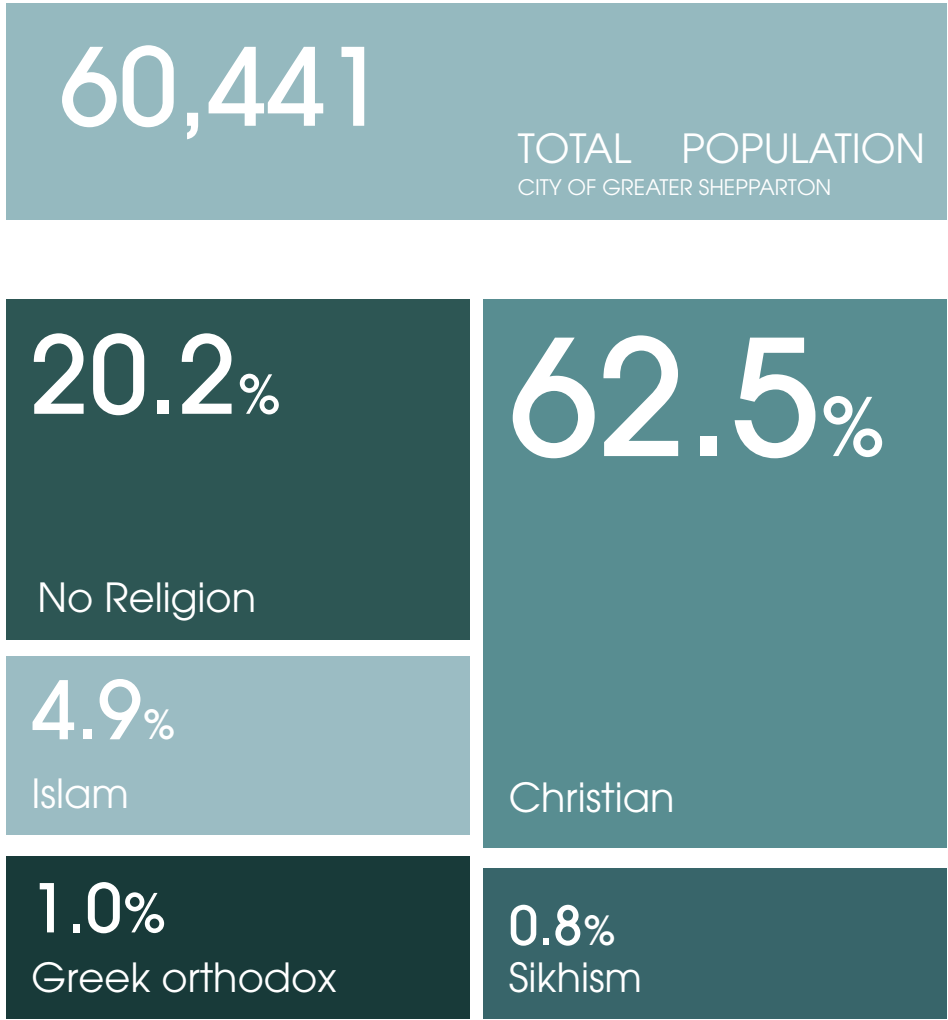 60,441
TOTAL POPULATION
CITY OF GREATER SHEPPARTON
20.2%
No Religion
62.5%
Christian
4.9%
Islam
1.0%
Greek orthodox
0.8%
Sikhism